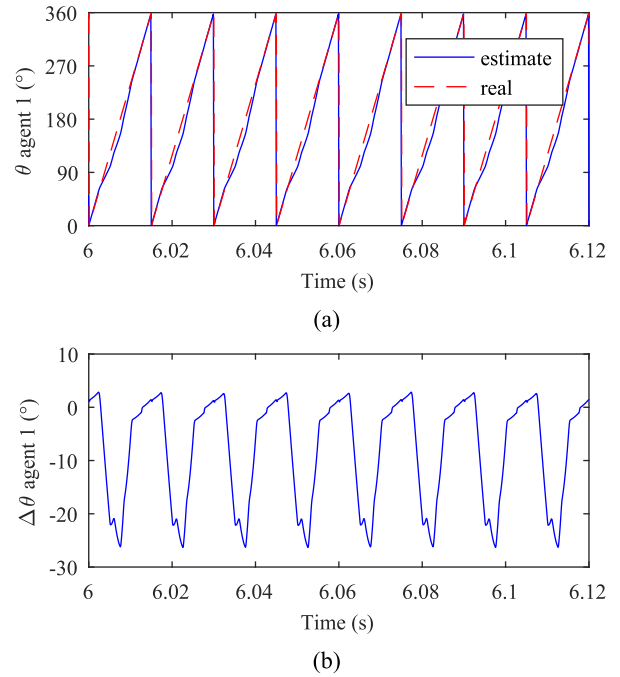 360
270
180
90
0
θ agent 1 (°)
estimate
real
6 6.02 6.04 6.06 6.08 6.1 6.12
Time (s)
(a)
10
0
-10
-20
-30
Δθ agent 1 (°)
6 6.02 6.04 6.06 6.08 6.1 6.12
Time (s)
(b)